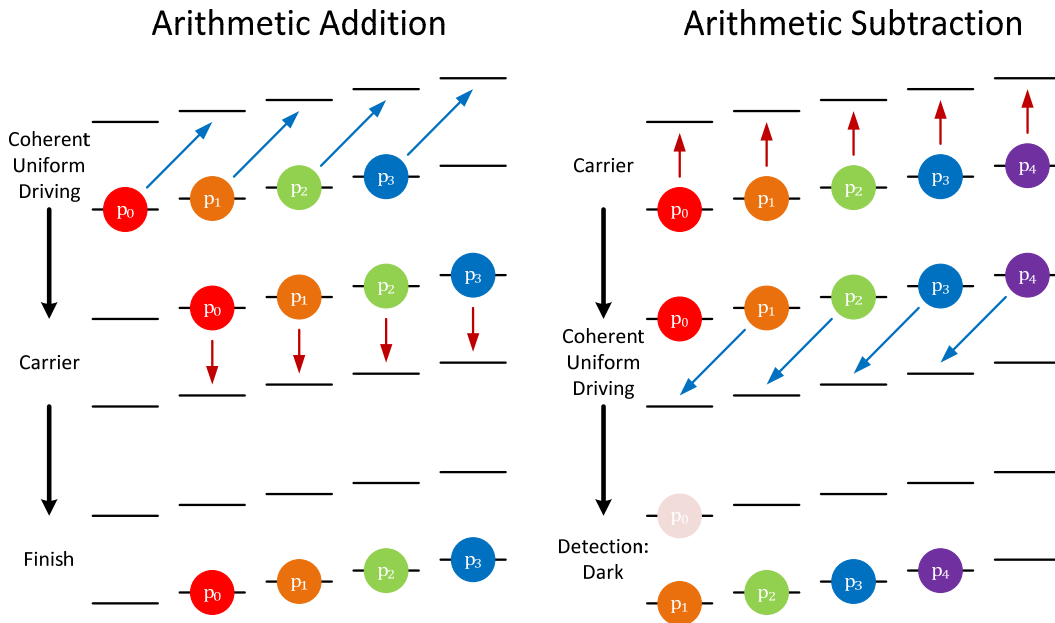 Arithmetic Addition
Coherent
Uniform
Driving
p₀
p₁
p₂
p₃
Carrier
p₀
p₁
p₂
p₃
Finish
p₀
p₁
p₂
p₃
Arithmetic Subtraction
Carrier
p₀
p₁
p₂
p₃
p₄
Coherent
Uniform
Driving
p₀
p₁
p₂
p₃
p₄
Detection:
Dark
p₀
p₁
p₂
p₃
p₄